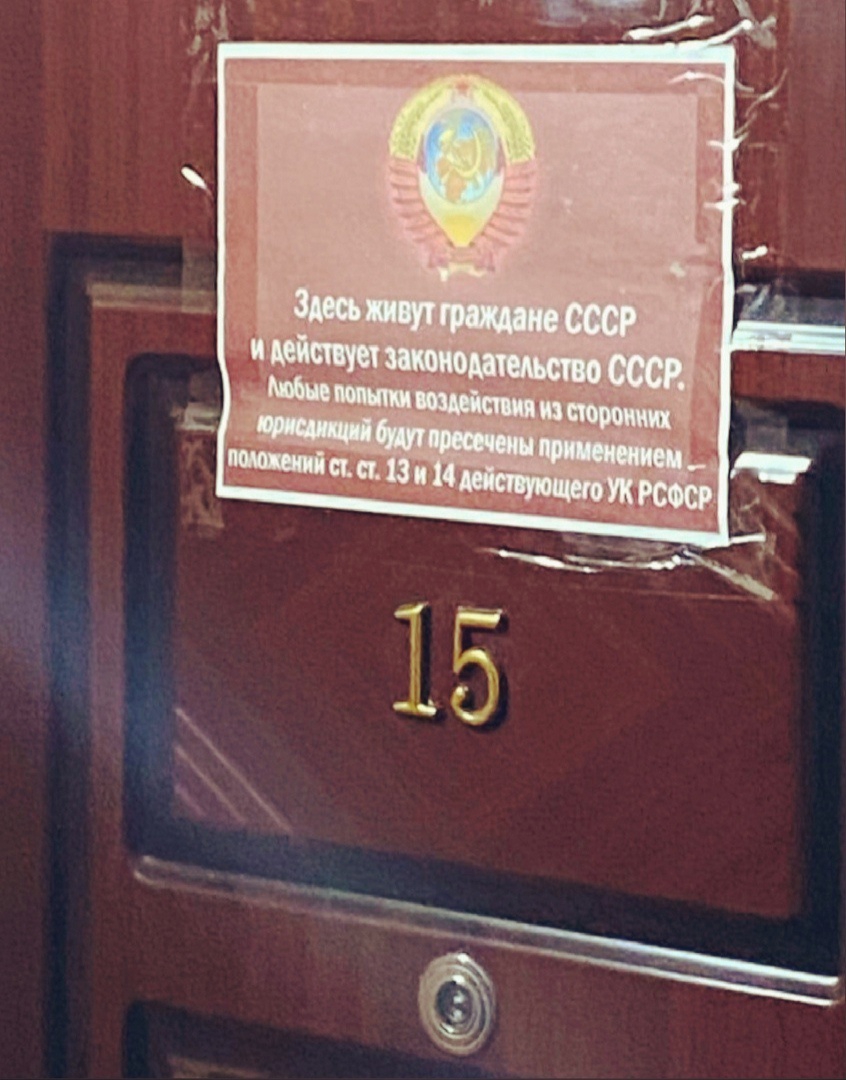 Здесь живут граждане СССР
и действует законодательство СССР.
Любые попытки воздействия из сторонних
юрисдикций будут пресечены применением
положений ст. ст. 13 и 14 действующего УК РСФСР
15